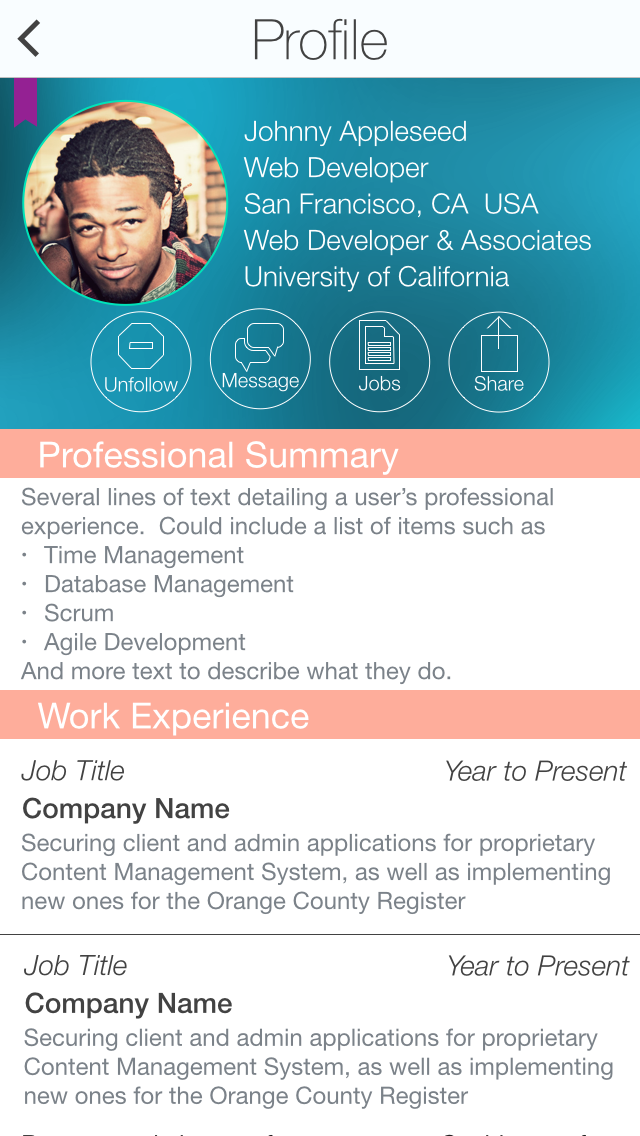 Profile
Johnny Appleseed
Web Developer
San Francisco, CA  USA
Web Developer & Associates
University of California
Unfollow
Message
Jobs
Share
Professional Summary
Several lines of text detailing a user’s professional
experience.  Could include a list of items such as
· Time Management
· Database Management
· Scrum
· Agile Development
And more text to describe what they do.
Work Experience
Job Title
Year to Present
Company Name
Securing client and admin applications for proprietary
Content Management System, as well as implementing
new ones for the Orange County Register
Job Title
Year to Present
Company Name
Securing client and admin applications for proprietary
Content Management System, as well as implementing
new ones for the Orange County Register